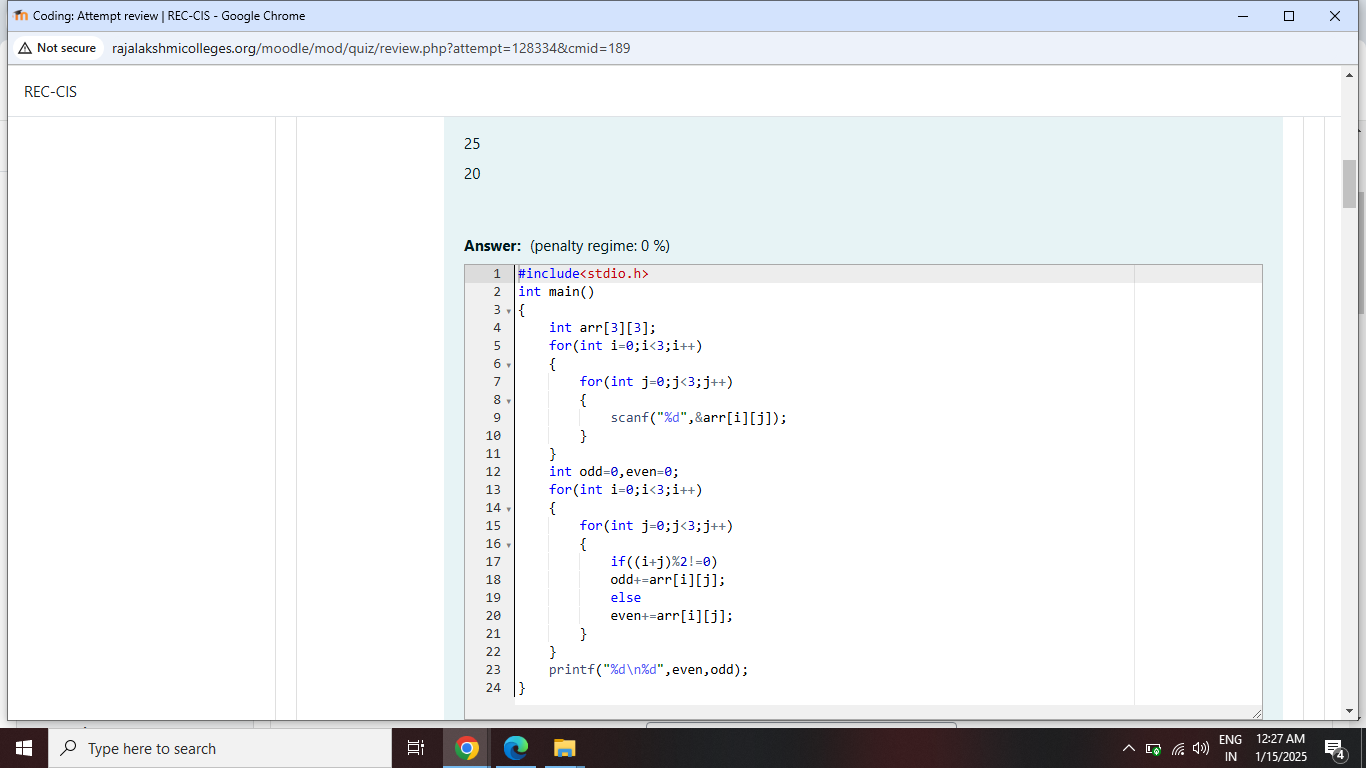 Coding: Attempt review | REC-CIS - Google Chrome
Not secure rajalakshmicolleges.org/moodle/mod/quiz/review.php?attempt=128334&cmid=189
REC-CIS
25
20
Answer: (penalty regime: 0 %)
1 #include<stdio.h>
2 int main()
3 {
4     int arr[3][3];
5     for(int i=0;i<3;i++)
6     {
7         for(int j=0;j<3;j++)
8         {
9             scanf("%d",&arr[i][j]);
10         }
11     }
12     int odd=0,even=0;
13     for(int i=0;i<3;i++)
14     {
15         for(int j=0;j<3;j++)
16         {
17             if((i+j)%2!=0)
18             odd+=arr[i][j];
19             else
20             even+=arr[i][j];
21         }
22     }
23     printf("%d\n%d",even,odd);
24 }
Type here to search
ENG
IN
12:27 AM
1/15/2025
4